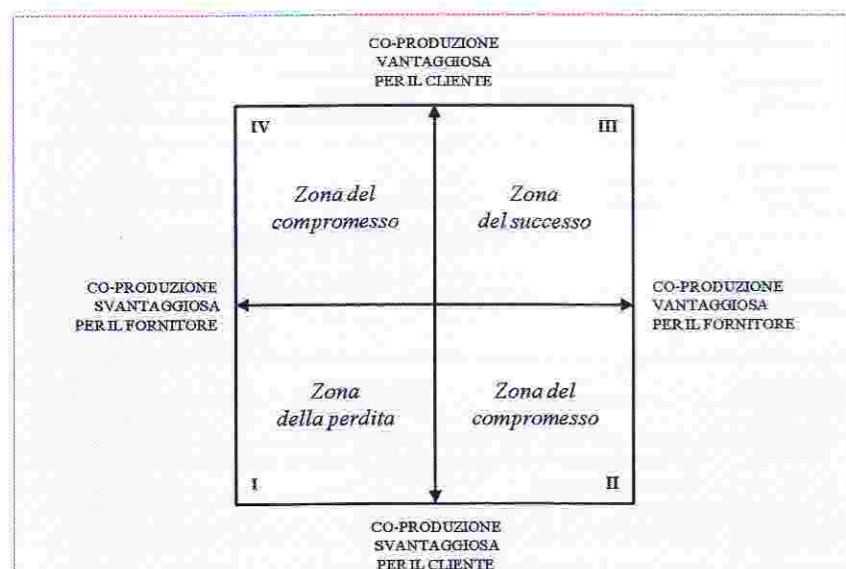 CO-PRODUZIONE
VANTAGGIOSA
PER IL CLIENTE
IV
III
Zona del
compromesso
Zona
del successo
CO-PRODUZIONE
SVANTAGGIOSA
PER IL FORNITORE
CO-PRODUZIONE
VANTAGGIOSA
PER IL FORNITORE
Zona
della perdita
Zona del
compromesso
I
II
CO-PRODUZIONE
SVANTAGGIOSA
PER IL CLIENTE